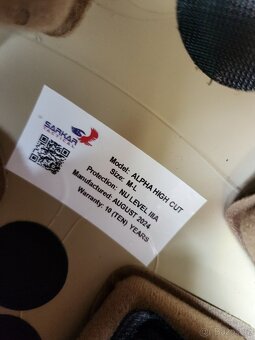 SARKAR
Model: ALPHA HIGH CUT
Size: M-L
Protection: NIJ LEVEL IIIA
Manufactured: AUGUST 2024
Warranty: 10 (TEN) YEARS